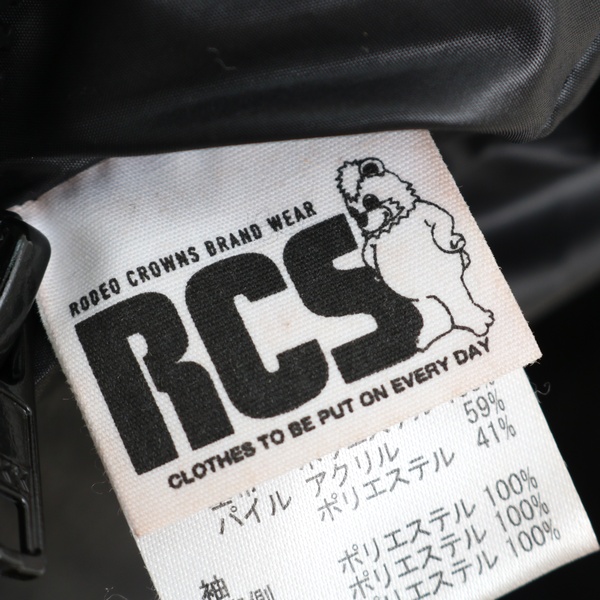 RODEO CROWNS BRAND WEAR
RCS
CLOTHES TO BE PUT ON EVERY DAY
59%
パイル アクリル 41%
ポリエステル
ポリエステル 100%
袖 ポリエステル 100%
ポリエステル 100%